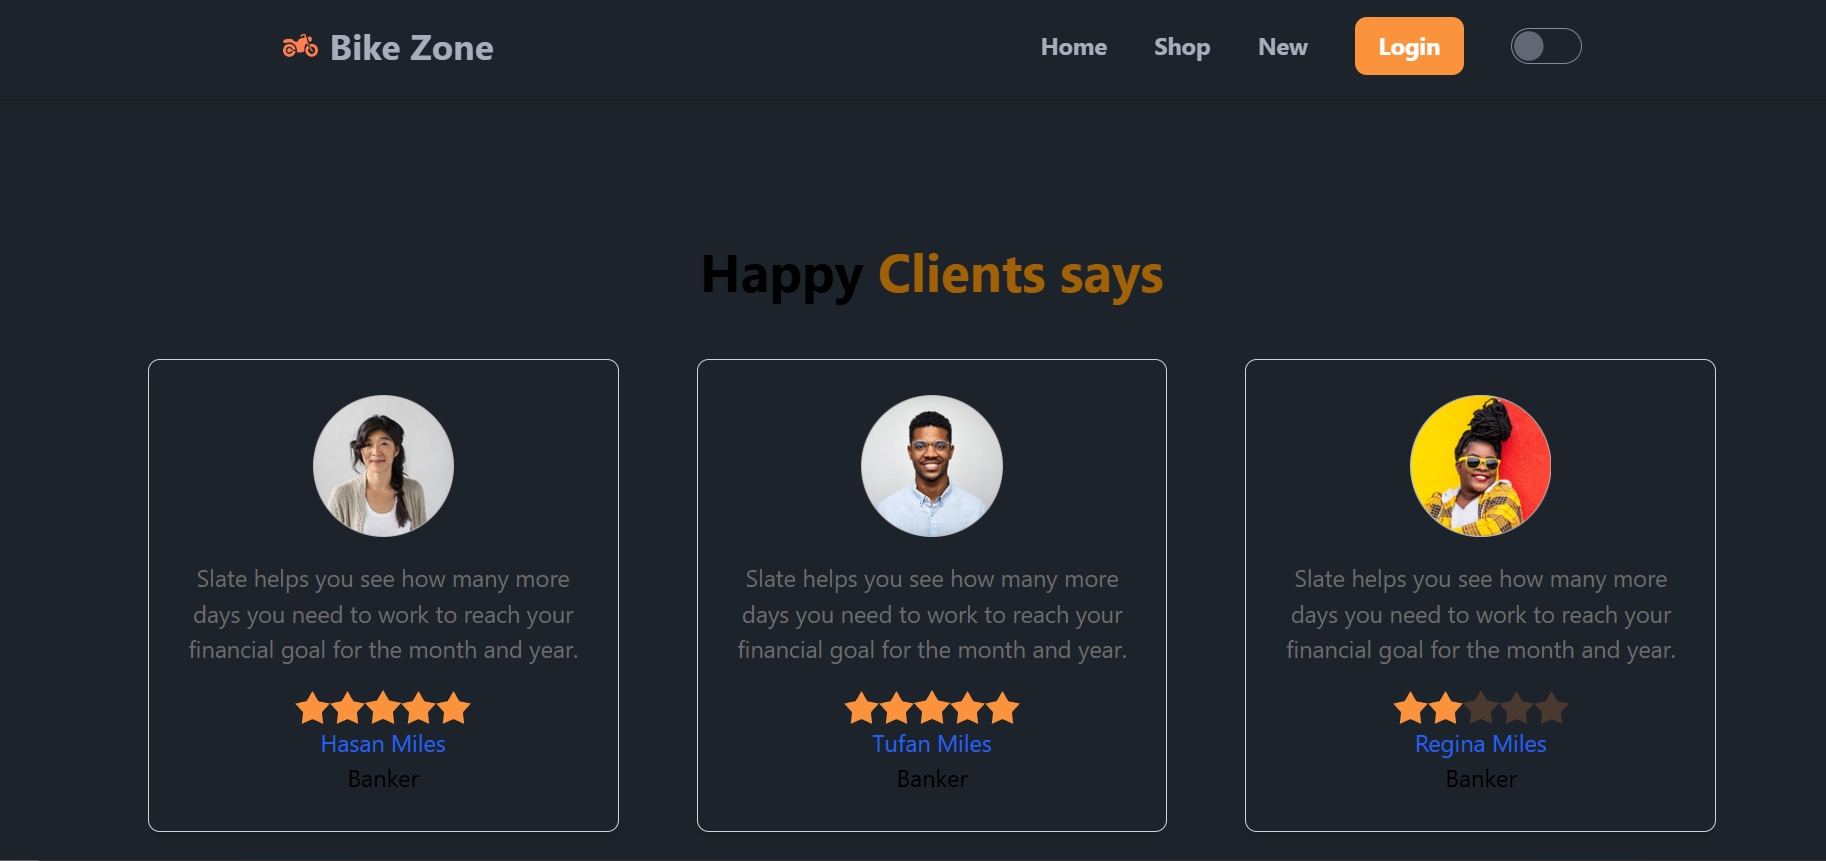 Bike Zone
Home
Shop
New
Login
Happy Clients says
Slate helps you see how many more
days you need to work to reach your
financial goal for the month and year.
Hasan Miles
Banker
Slate helps you see how many more
days you need to work to reach your
financial goal for the month and year.
Tufan Miles
Banker
Slate helps you see how many more
days you need to work to reach your
financial goal for the month and year.
Regina Miles
Banker